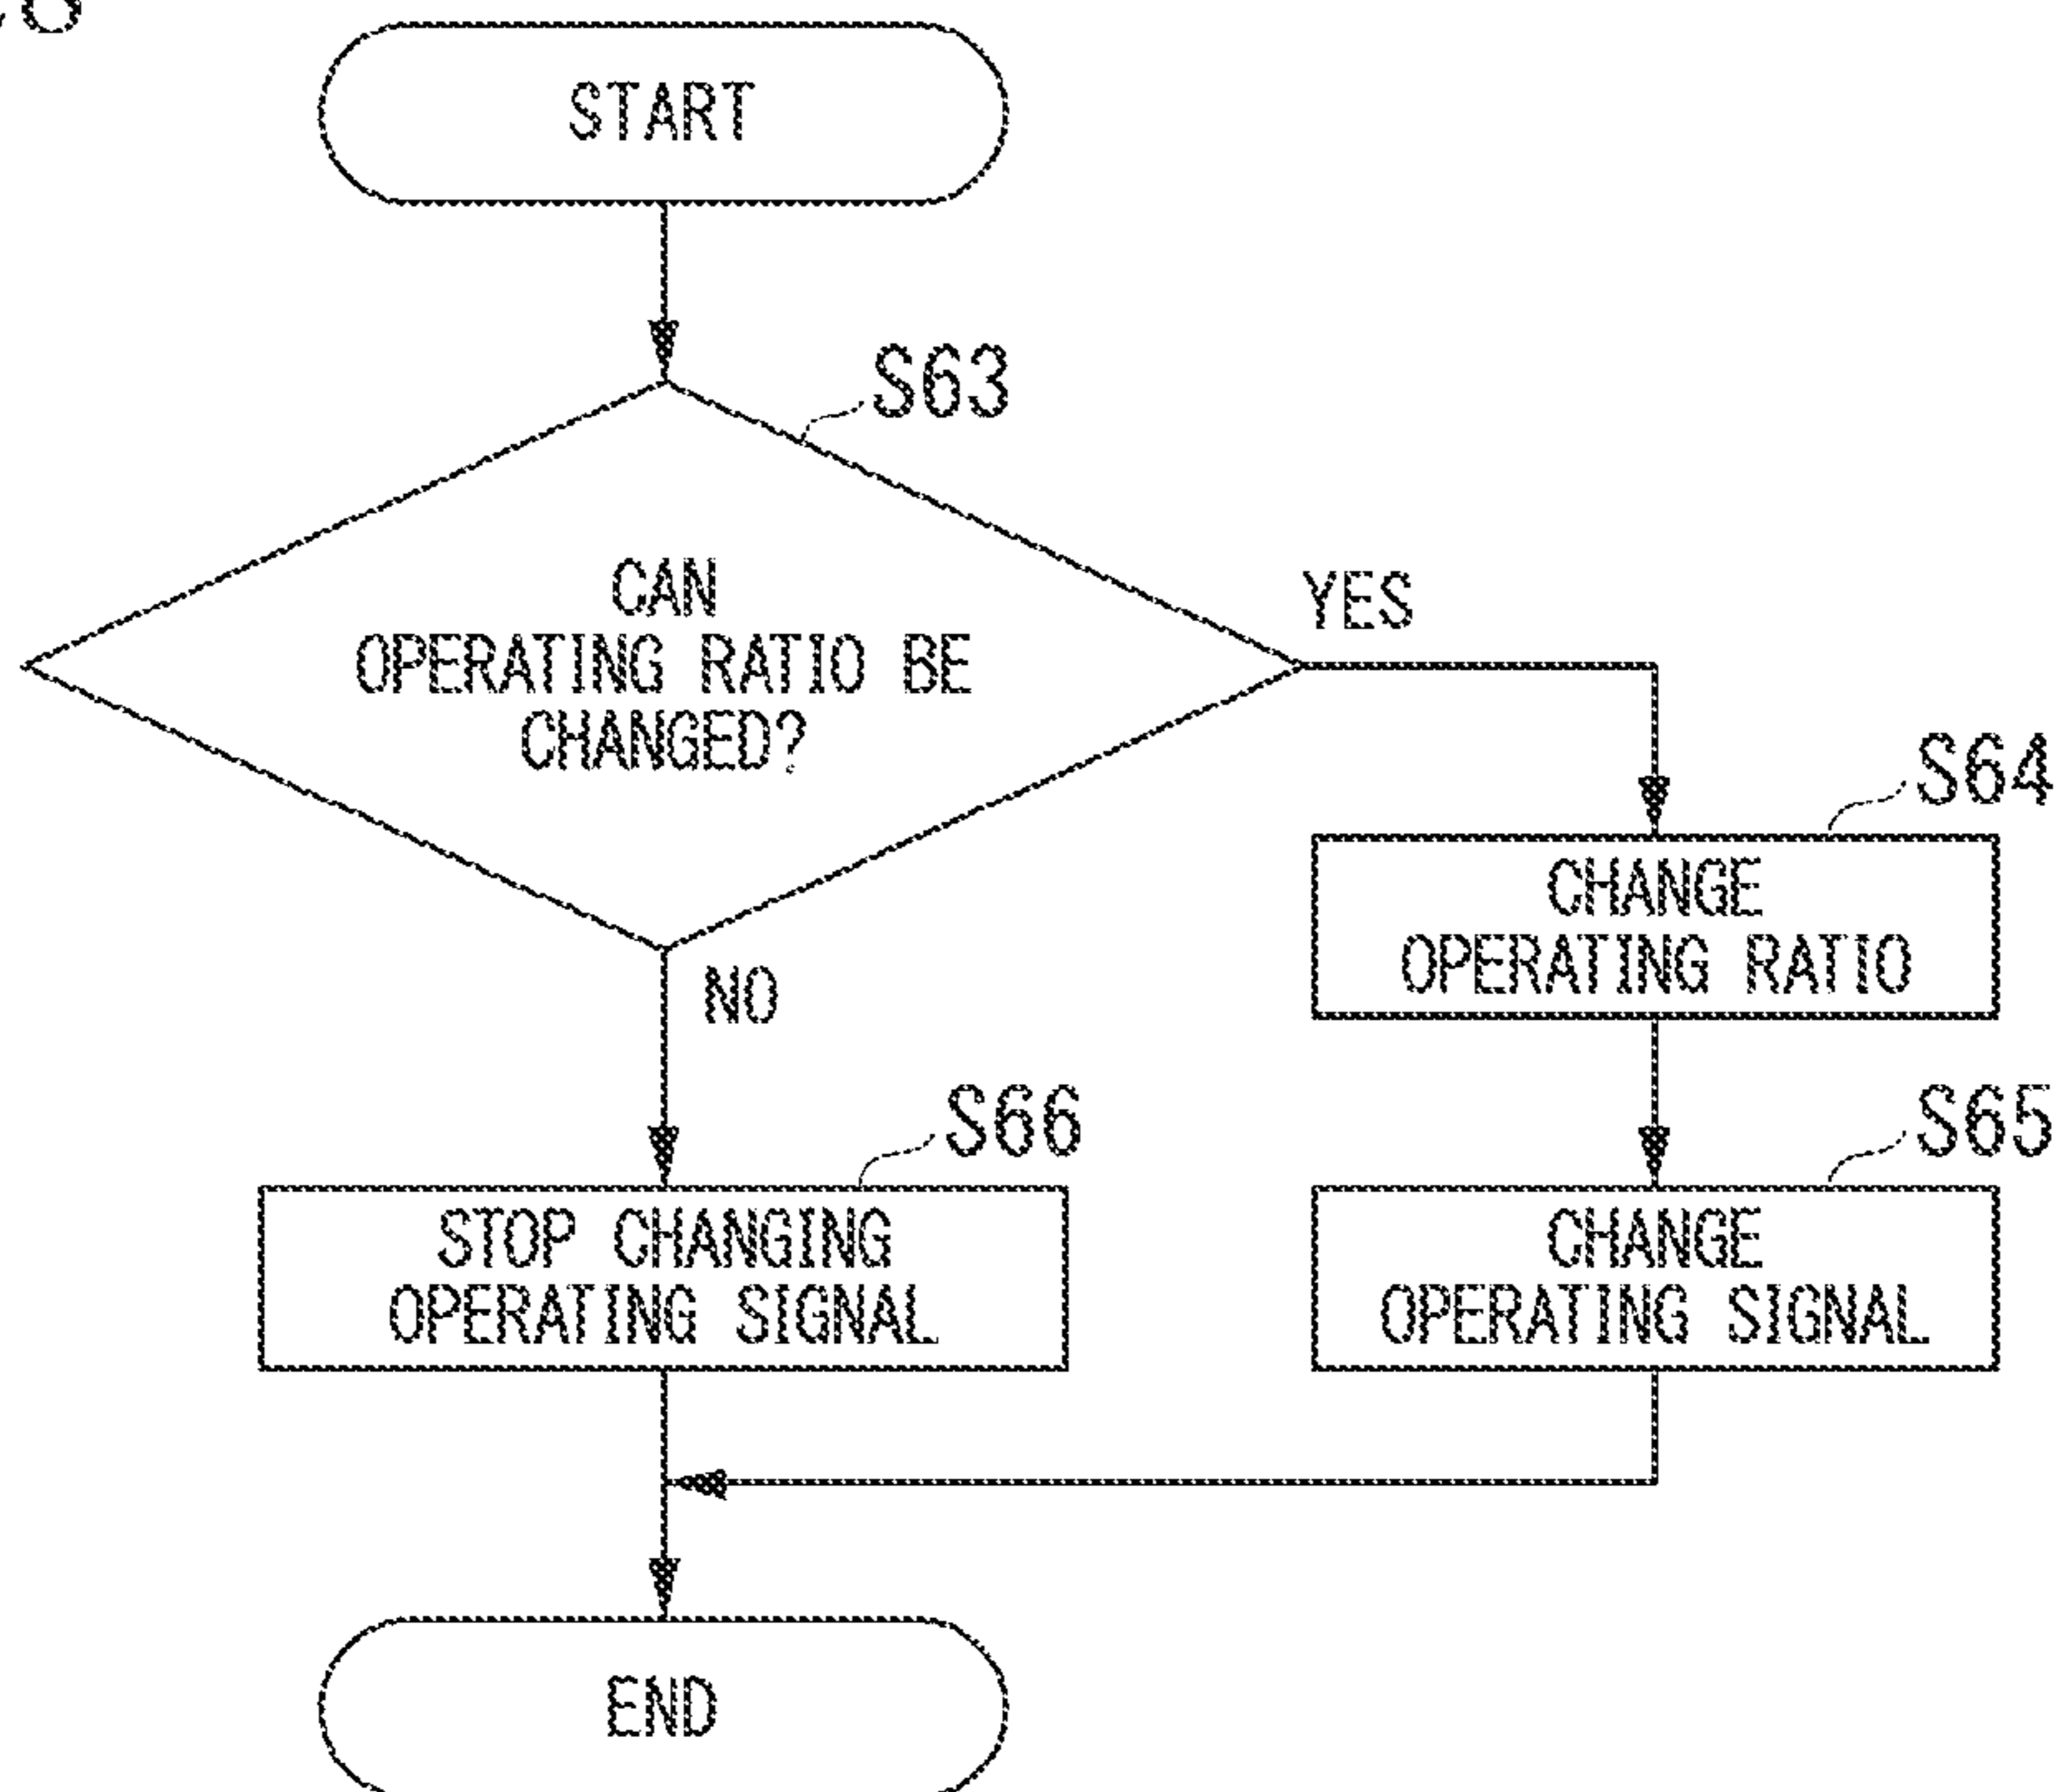 START
S63
CAN
OPERATING RATIO BE
CHANGED?
YES
NO
S64
CHANGE
OPERATING RATIO
S65
CHANGE
OPERATING SIGNAL
S66
STOP CHANGING
OPERATING SIGNAL
END